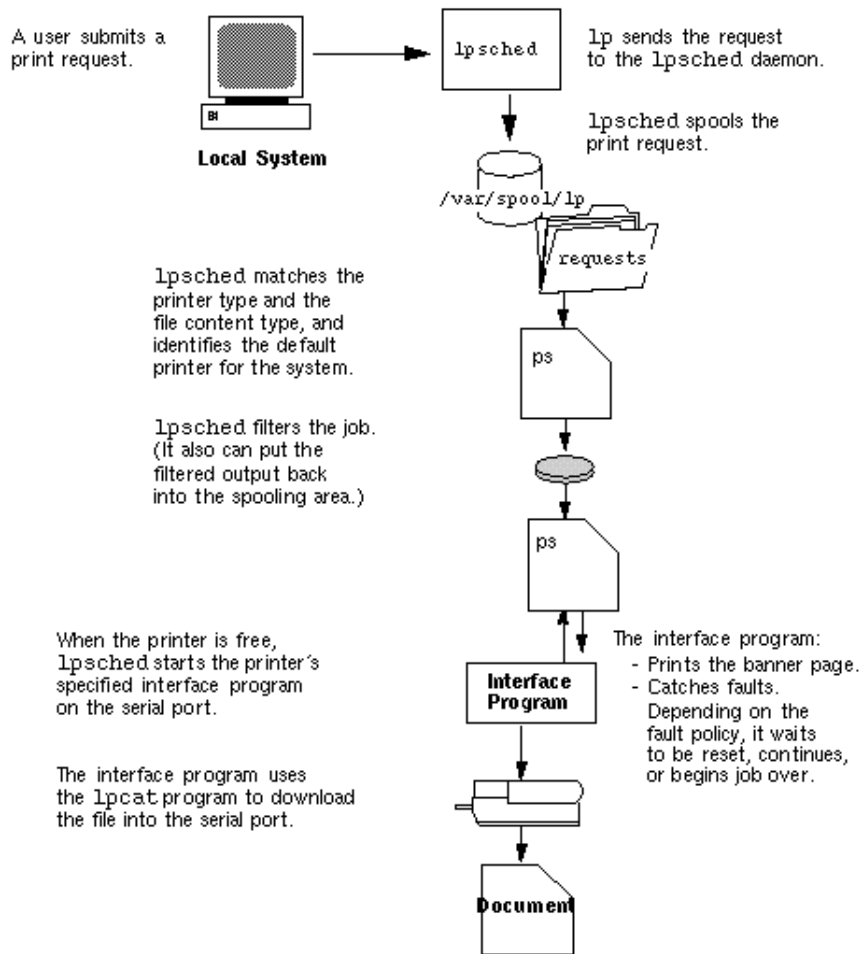 A user submits a
print request.
lpsched
lp sends the request
to the lpsched daemon.
Local System
lpsched spools the
print request.
/var/spool/lp
requests
lpsched matches the
printer type and the
file content type, and
identifies the default
printer for the system.
ps
lpsched filters the job.
(It also can put the
filtered output back
into the spooling area.)
ps
When the printer is free,
lpsched starts the printer´s
specified interface program
on the serial port.
Interface
Program
The interface program:
- Prints the banner page.
- Catches faults.
Depending on the
fault policy, it waits
to be reset, continues,
or begins job over.
The interface program uses
the lpcat program to download
the file into the serial port.
Document